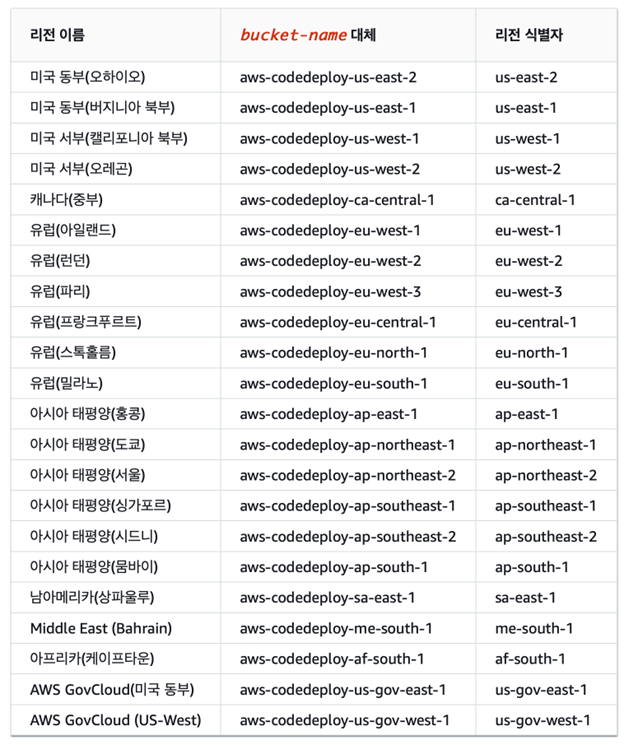 리전 이름 bucket-name 대체 리전 식별자
미국 동부(오하이오) aws-codedeploy-us-east-2 us-east-2
미국 동부(버지니아 북부) aws-codedeploy-us-east-1 us-east-1
미국 서부(캘리포니아 북부) aws-codedeploy-us-west-1 us-west-1
미국 서부(오레곤) aws-codedeploy-us-west-2 us-west-2
캐나다(중부) aws-codedeploy-ca-central-1 ca-central-1
유럽(아일랜드) aws-codedeploy-eu-west-1 eu-west-1
유럽(런던) aws-codedeploy-eu-west-2 eu-west-2
유럽(파리) aws-codedeploy-eu-west-3 eu-west-3
유럽(프랑크푸르트) aws-codedeploy-eu-central-1 eu-central-1
유럽(스톡홀름) aws-codedeploy-eu-north-1 eu-north-1
유럽(밀라노) aws-codedeploy-eu-south-1 eu-south-1
아시아 태평양(홍콩) aws-codedeploy-ap-east-1 ap-east-1
아시아 태평양(도쿄) aws-codedeploy-ap-northeast-1 ap-northeast-1
아시아 태평양(서울) aws-codedeploy-ap-northeast-2 ap-northeast-2
아시아 태평양(싱가포르) aws-codedeploy-ap-southeast-1 ap-southeast-1
아시아 태평양(시드니) aws-codedeploy-ap-southeast-2 ap-southeast-2
아시아 태평양(뭄바이) aws-codedeploy-ap-south-1 ap-south-1
남아메리카(상파울루) aws-codedeploy-sa-east-1 sa-east-1
Middle East (Bahrain) aws-codedeploy-me-south-1 me-south-1
아프리카(케이프타운) aws-codedeploy-af-south-1 af-south-1
AWS GovCloud(미국 동부) aws-codedeploy-us-gov-east-1 us-gov-east-1
AWS GovCloud (US-West) aws-codedeploy-us-gov-west-1 us-gov-west-1